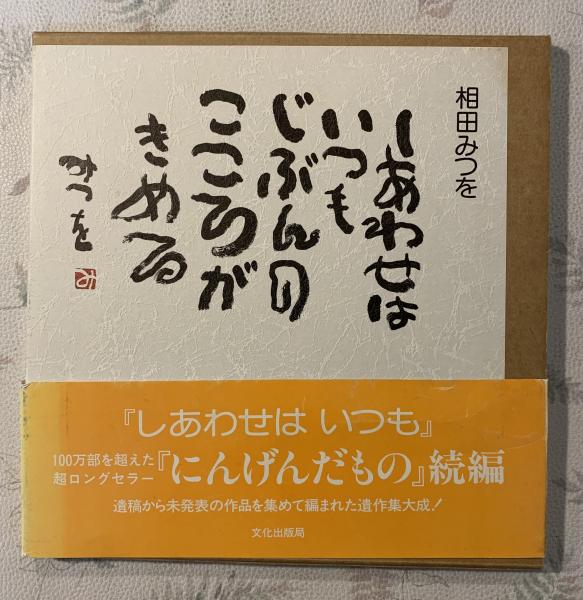 相田みつを
しあわせは
いつも
じぶんの
こころが
きめる
みつを
み
『しあわせは いつも』
100万部を超えた
超ロングセラー
『にんげんだもの』続編
遺稿から未発表の作品を集めて編まれた遺作集大成！
文化出版局